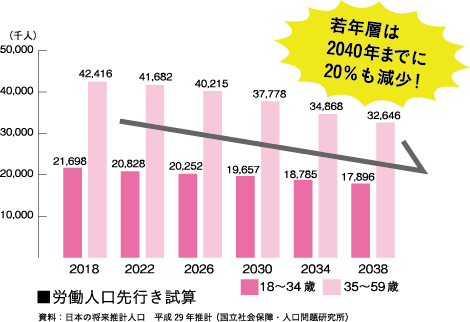 (千人)
若年層は
2040年までに
20%も減少!
50,000
40,000
30,000
20,000
10,000
42,416
41,682
40,215
37,778
34,868
32,646
21,698
20,828
20,252
19,657
18,785
17,896
2018 2022 2026 2030 2034 2038
■労働人口先行き試算
18〜34歳 35〜59歳
資料:日本の将来推計人口 平成29年推計(国立社会保障・人口問題研究所)